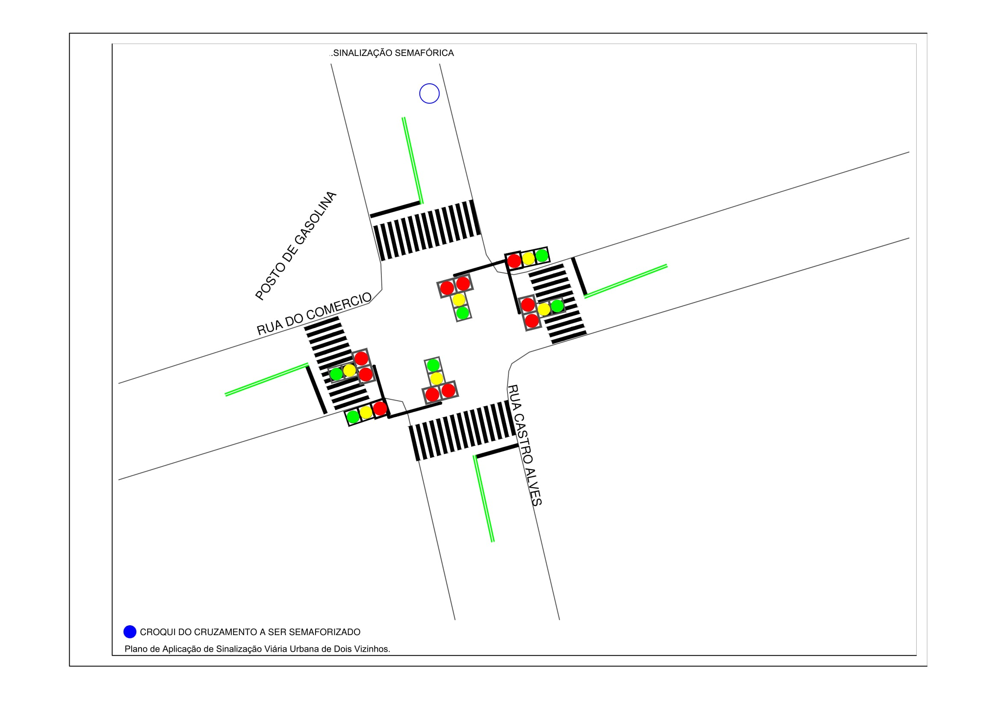 .SINALIZAÇÃO SEMAFÓRICA
POSTO DE GASOLINA
RUA DO COMERCIO
RUA CASTRO ALVES
CROQUI DO CRUZAMENTO A SER SEMAFORIZADO
Plano de Aplicação de Sinalização Viária Urbana de Dois Vizinhos.